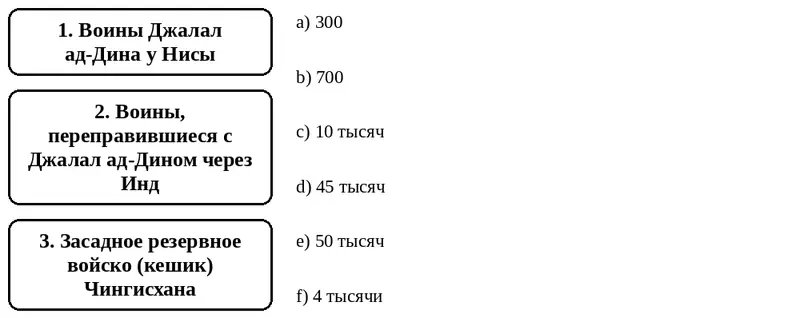 1. Воины Джалал
ад-Дина у Нисы
2. Воины,
переправившиеся с
Джалал ад-Дином через
Инд
3. Засадное резервное
войско (кешик)
Чингисхана
a) 300
b) 700
c) 10 тысяч
d) 45 тысяч
e) 50 тысяч
f) 4 тысячи